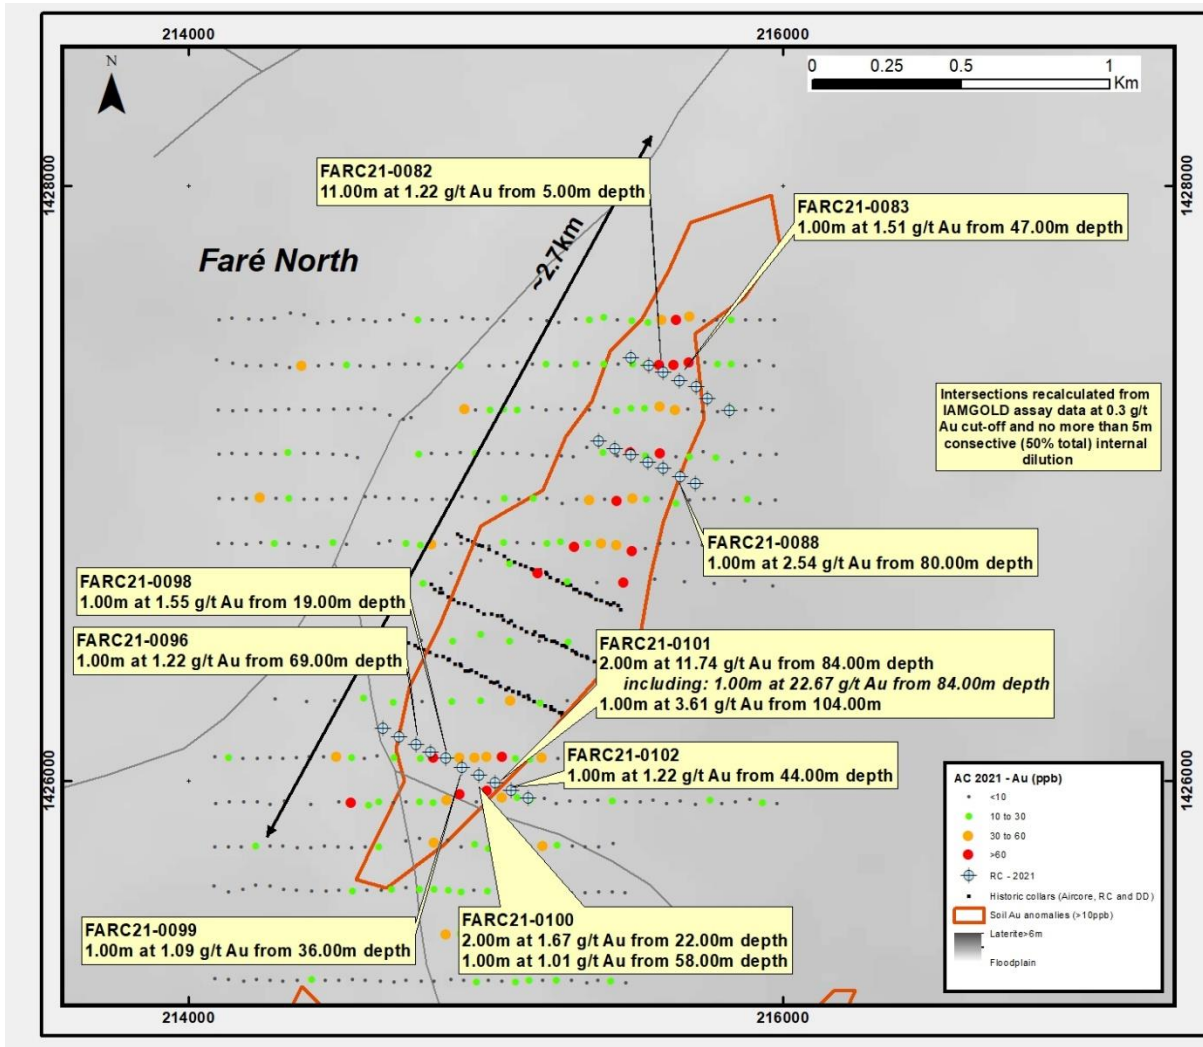 214000
216000
N
0
0.25
0.5
1
Km
1428000
1428000
FARC21-0082
11.00m at 1.22 g/t Au from 5.00m depth
FARC21-0083
1.00m at 1.51 g/t Au from 47.00m depth
Faré North
~2.7km
Intersections recalculated from
IAMGOLD assay data at 0.3 g/t
Au cut-off and no more than 5m
consective (50% total) internal
dilution
FARC21-0088
1.00m at 2.54 g/t Au from 80.00m depth
FARC21-0098
1.00m at 1.55 g/t Au from 19.00m depth
FARC21-0096
1.00m at 1.22 g/t Au from 69.00m depth
FARC21-0101
2.00m at 11.74 g/t Au from 84.00m depth
including: 1.00m at 22.67 g/t Au from 84.00m depth
1.00m at 3.61 g/t Au from 104.00m
FARC21-0102
1.00m at 1.22 g/t Au from 44.00m depth
1426000
1426000
AC 2021 - Au (ppb)
<10
10 to 30
30 to 60
>60
RC - 2021
Historic collars (Aircore, RC and DD)
Soil Au anomalies (>10ppb)
Laterite>6m
Floodplain
FARC21-0099
1.00m at 1.09 g/t Au from 36.00m depth
FARC21-0100
2.00m at 1.67 g/t Au from 22.00m depth
1.00m at 1.01 g/t Au from 58.00m depth
214000
216000